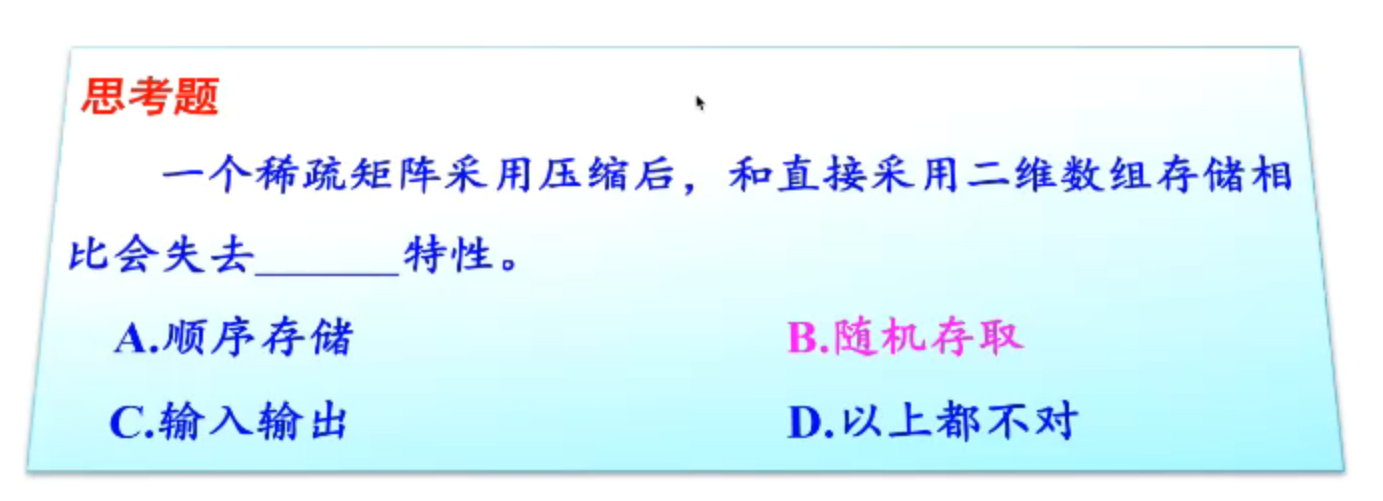 思考题
一个稀疏矩阵采用压缩后，和直接采用二维数组存储相
比会失去______特性。
A.顺序存储 B.随机存取
C.输入输出 D.以上都不对